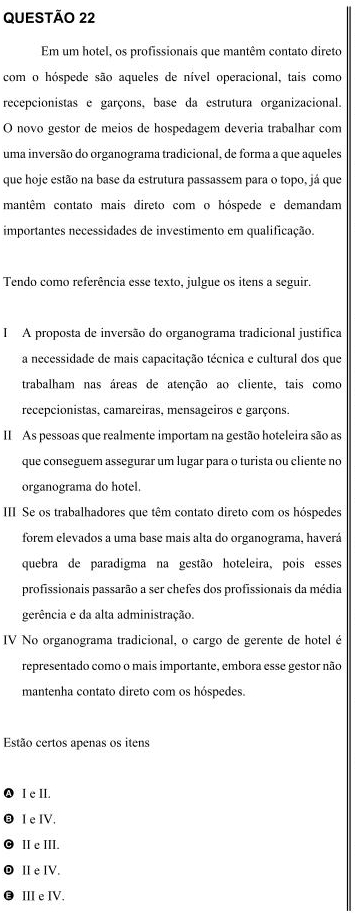 QUESTÃO 22
Em um hotel, os profissionais que mantêm contato direto
com o hóspede são aqueles de nível operacional, tais como
recepcionistas e garçons, base da estrutura organizacional.
O novo gestor de meios de hospedagem deveria trabalhar com
uma inversão do organograma tradicional, de forma a que aqueles
que hoje estão na base da estrutura passassem para o topo, já que
mantêm contato mais direto com o hóspede e demandam
importantes necessidades de investimento em qualificação.
Tendo como referência esse texto, julgue os itens a seguir.
I A proposta de inversão do organograma tradicional justifica
a necessidade de mais capacitação técnica e cultural dos que
trabalham nas áreas de atenção ao cliente, tais como
recepcionistas, camareiras, mensageiros e garçons.
II As pessoas que realmente importam na gestão hoteleira são as
que conseguem assegurar um lugar para o turista ou cliente no
organograma do hotel.
III Se os trabalhadores que têm contato direto com os hóspedes
forem elevados a uma base mais alta do organograma, haverá
quebra de paradigma na gestão hoteleira, pois esses
profissionais passarão a ser chefes dos profissionais da média
gerência e da alta administração.
IV No organograma tradicional, o cargo de gerente de hotel é
representado como o mais importante, embora esse gestor não
mantenha contato direto com os hóspedes.
Estão certos apenas os itens
A I e II.
B I e IV.
C II e III.
D II e IV.
E III e IV.